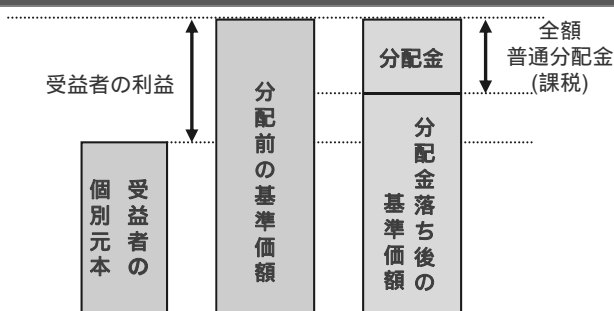 受益者の利益
受益者の
個別元本
分配前の基準価額
分配金
分配金落ち後の
基準価額
全額
普通分配金
(課税)